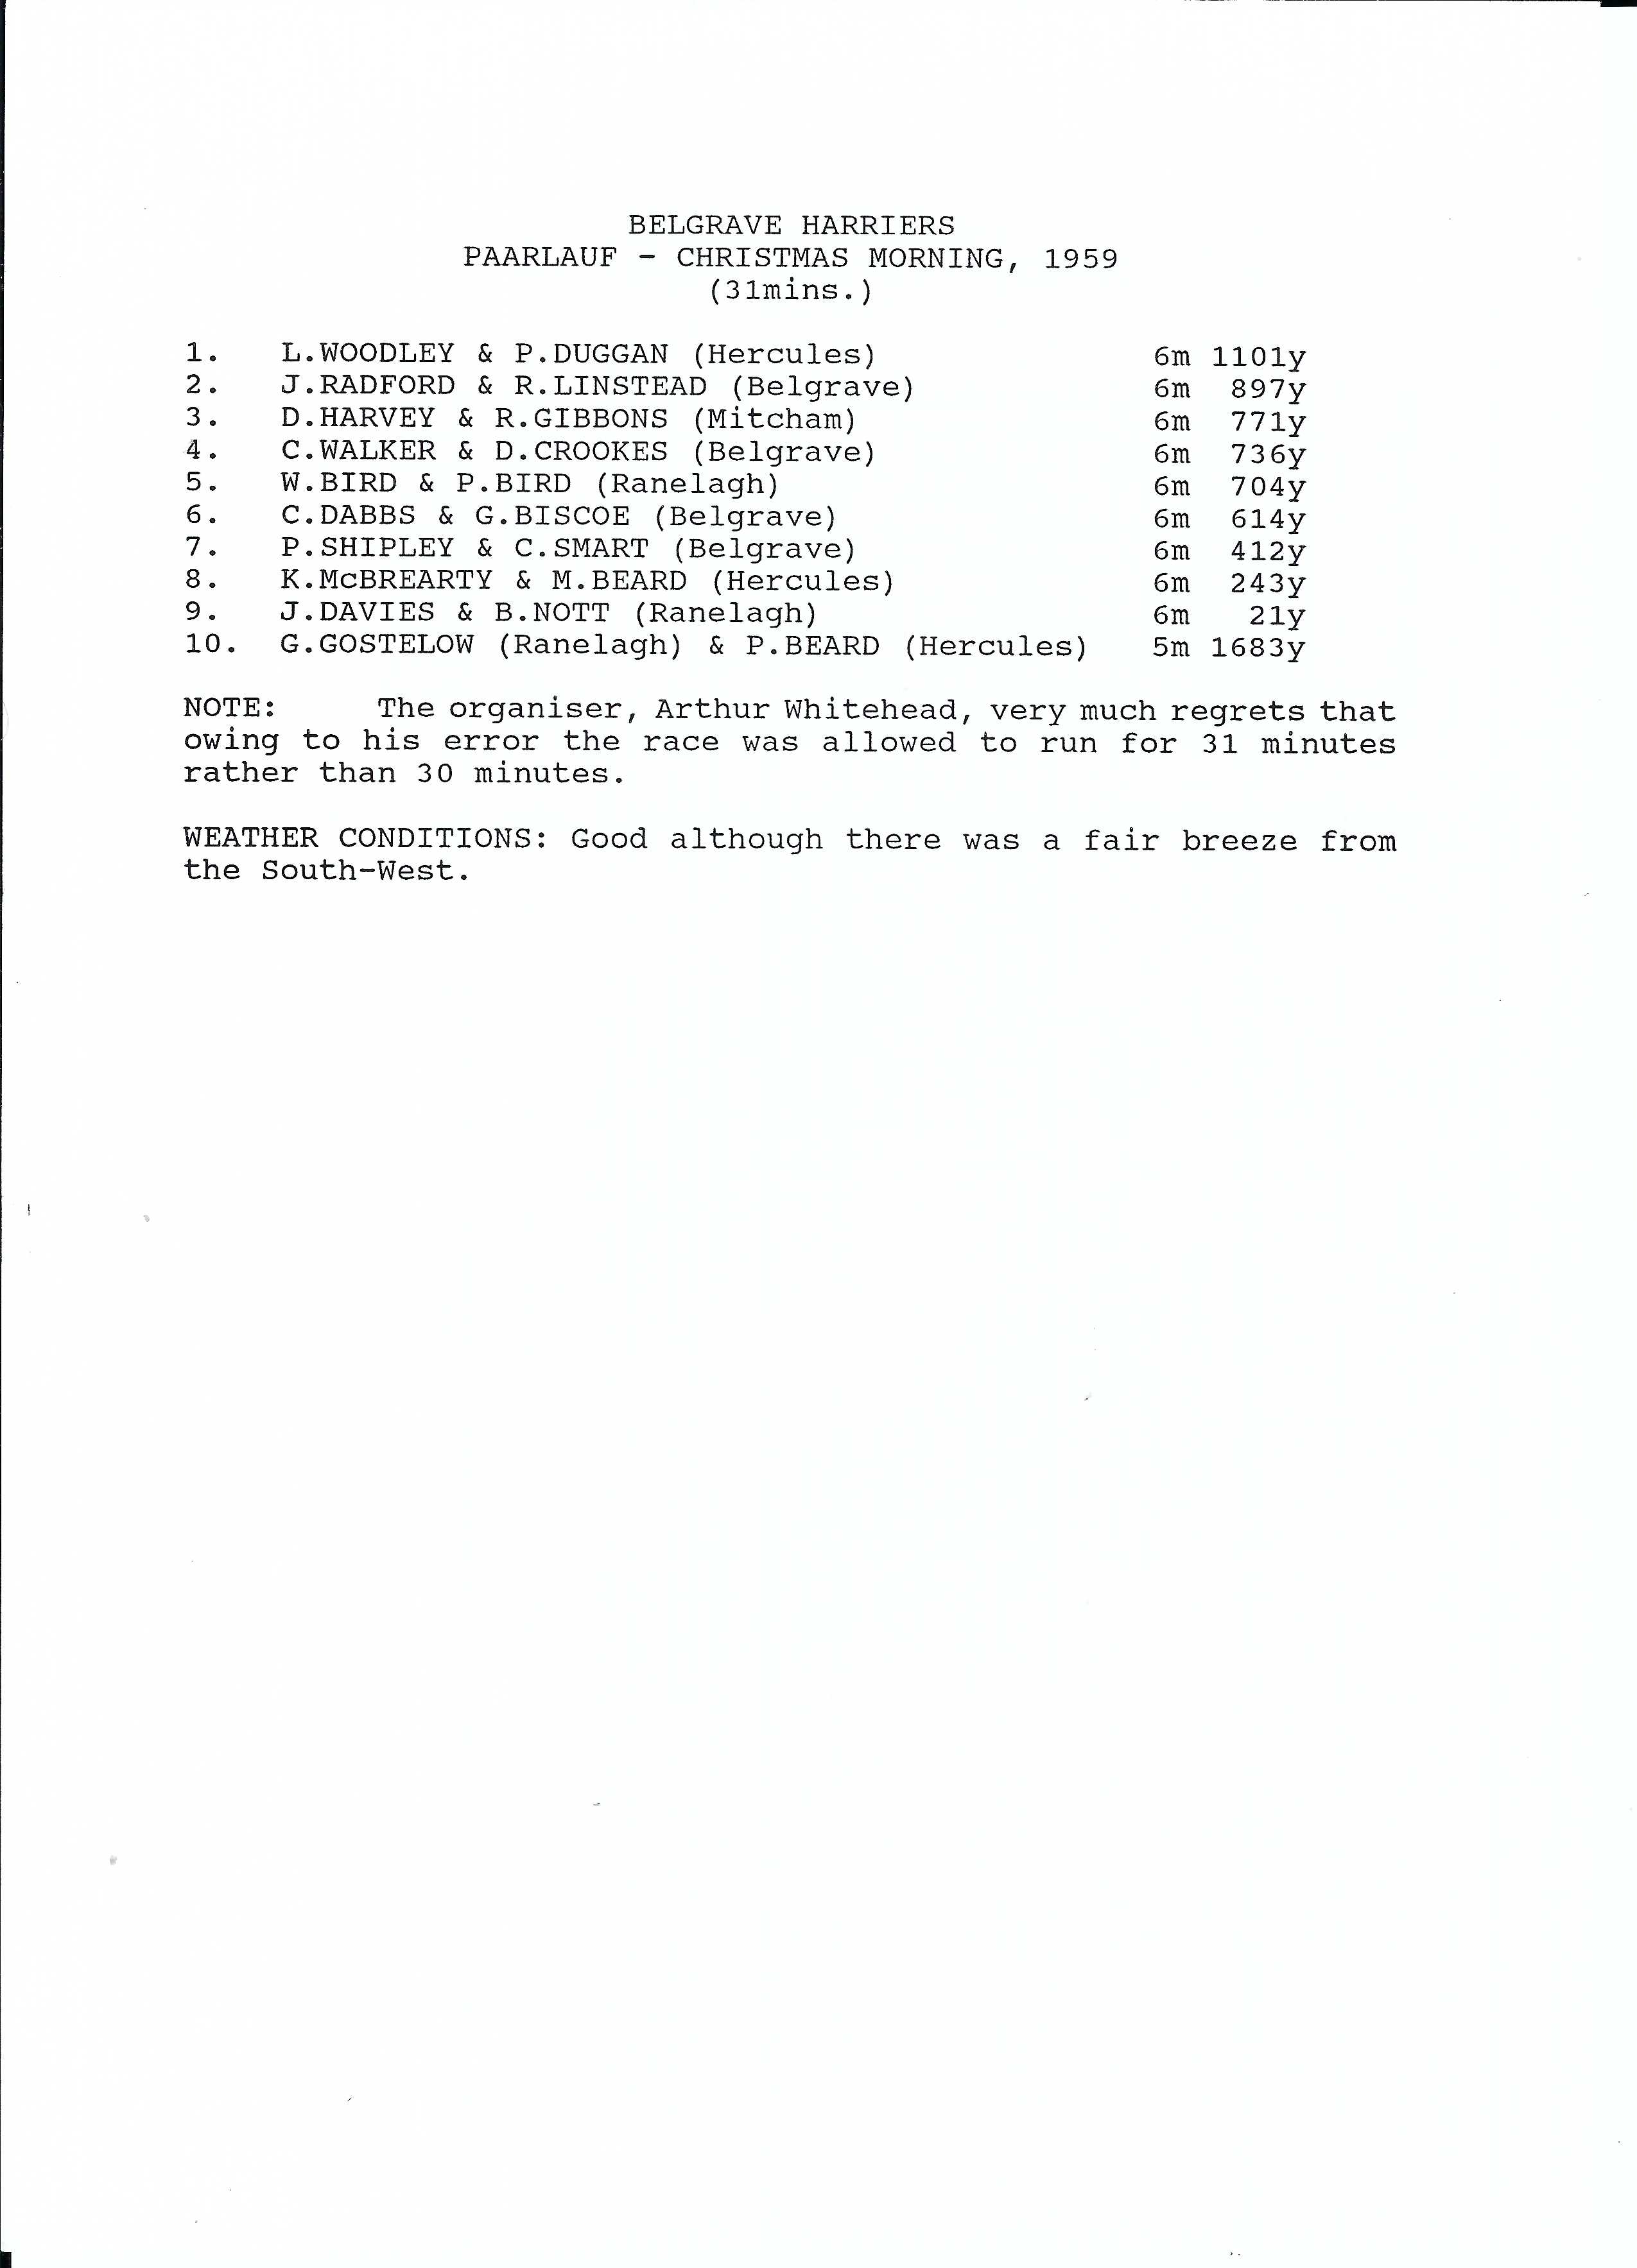 BELGRAVE HARRIERS
PAARLAUF - CHRISTMAS MORNING, 1959
(31mins.)
1. L.WOODLEY & P.DUGGAN (Hercules) 6m 1101y
2. J.RADFORD & R.LINSTEAD (Belgrave) 6m 897y
3. D.HARVEY & R.GIBBONS (Mitcham) 6m 771y
4. C.WALKER & D.CROOKES (Belgrave) 6m 736y
5. W.BIRD & P.BIRD (Ranelagh) 6m 704y
6. C.DABBS & G.BISCOE (Belgrave) 6m 614y
7. P.SHIPLEY & C.SMART (Belgrave) 6m 412y
8. K.McBREARTY & M.BEARD (Hercules) 6m 243y
9. J.DAVIES & B.NOTT (Ranelagh) 6m 21y
10. G.GOSTELOW (Ranelagh) & P.BEARD (Hercules) 5m 1683y
NOTE: The organiser, Arthur Whitehead, very much regrets that
owing to his error the race was allowed to run for 31 minutes
rather than 30 minutes.
WEATHER CONDITIONS: Good although there was a fair breeze from
the South-West.